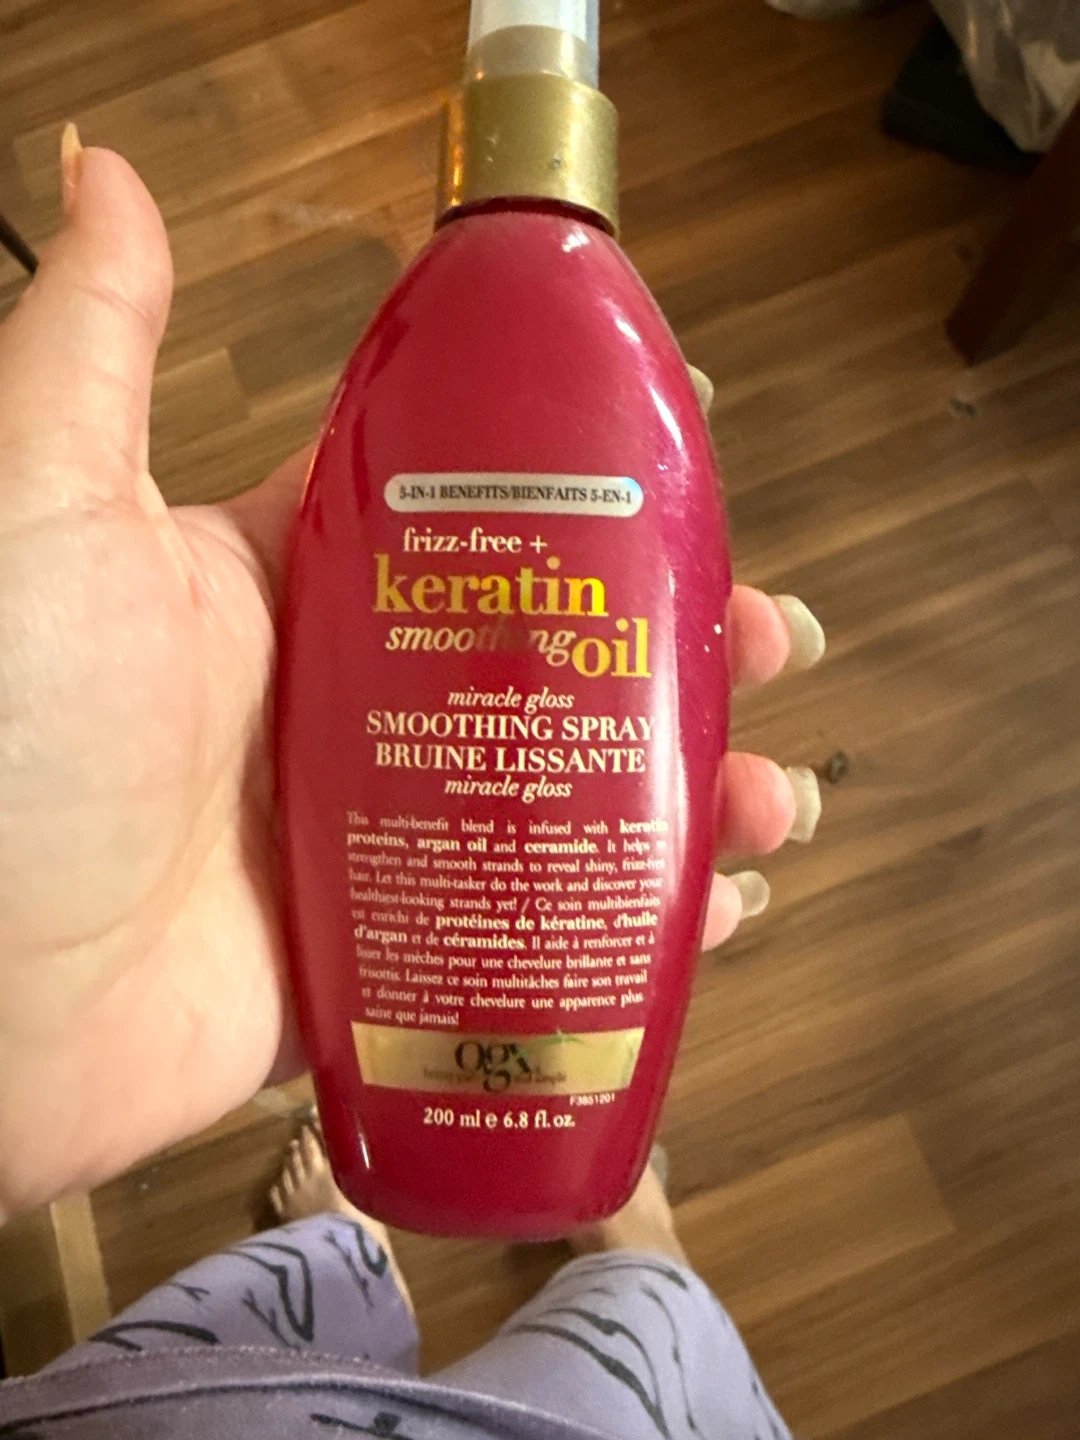 5-IN-1 BENEFITS/BIENFAITS 5-EN-1
frizz-free +
keratin
smoothing oil
miracle gloss
SMOOTHING SPRAY
BRUINE LISSANTE
miracle gloss
This multi-benefit blend is infused with keratin
proteins, argan oil and ceramide. It helps to
strengthen and smooth strands to reveal shiny, frizz-free
hair. Let this multi-tasker do the work and discover your
healthiest-looking strands yet! / Ce soin multibienfaits
est enrichi de protéines de kératine, d'huile
d'argan et de céramides. Il aide à renforcer et à
lisser les mèches pour une chevelure brillante et sans
frisottis. Laissez ce soin multitâches faire son travail
et donner à votre chevelure une apparence plus
saine que jamais!
ogx
F3851201
200 ml e 6.8 fl.oz.